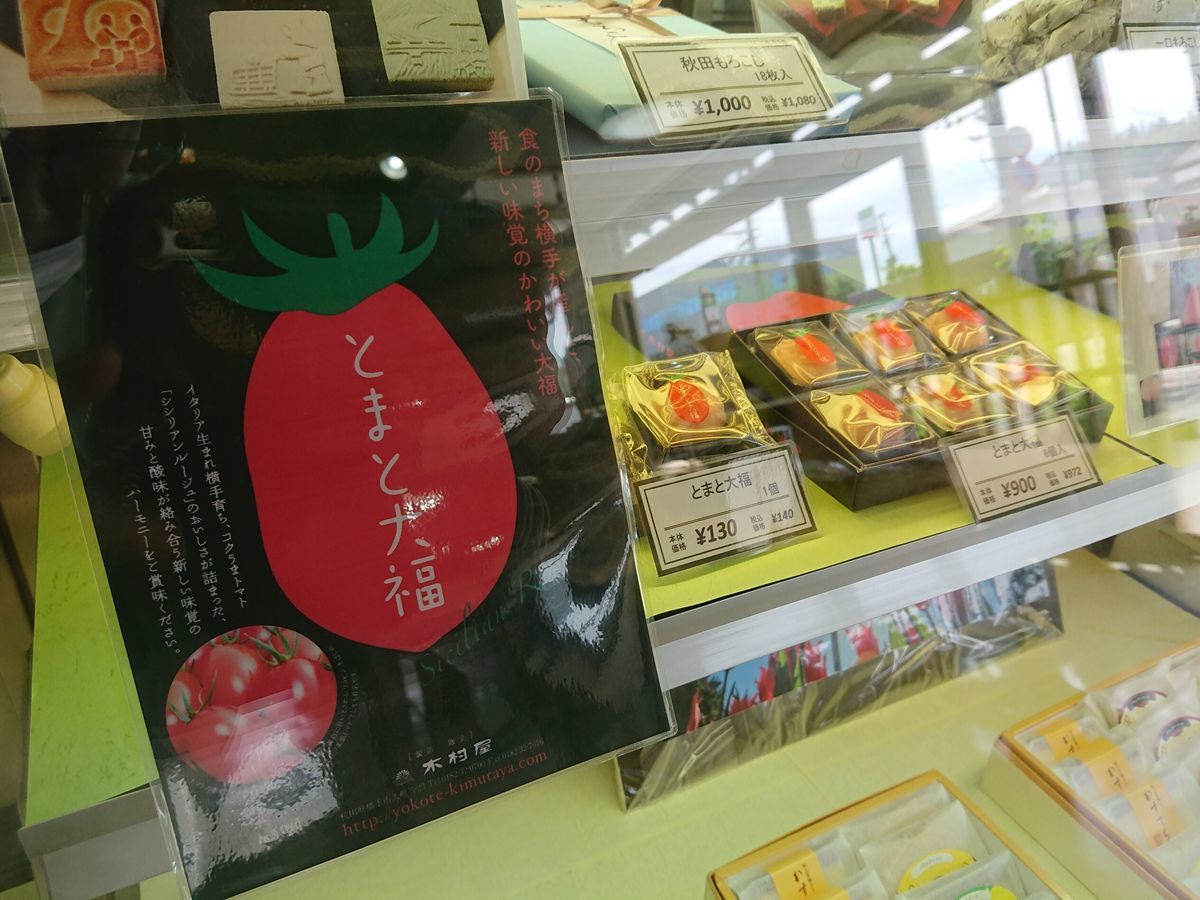 秋田もろこし
18枚入
本体価格 ¥1,000 税込価格 ¥1,080
一口もろこし
食のまち横手が
新しい味覚のかわいい大福
とまと大福
イタリア生まれ横手育ち、コクうまトマト
「シシリアンルージュ」のおいしさが詰まった、
甘みと酸味が絡み合う新しい味覚の
ハーモニーをご賞味ください。
Sicilian R
木村屋
http://yokote-kimuraya.com
とまと大福 1個
本体価格 ¥130 税込価格 ¥140
とまと大福 6個入
本体価格 ¥900 税込価格 ¥972